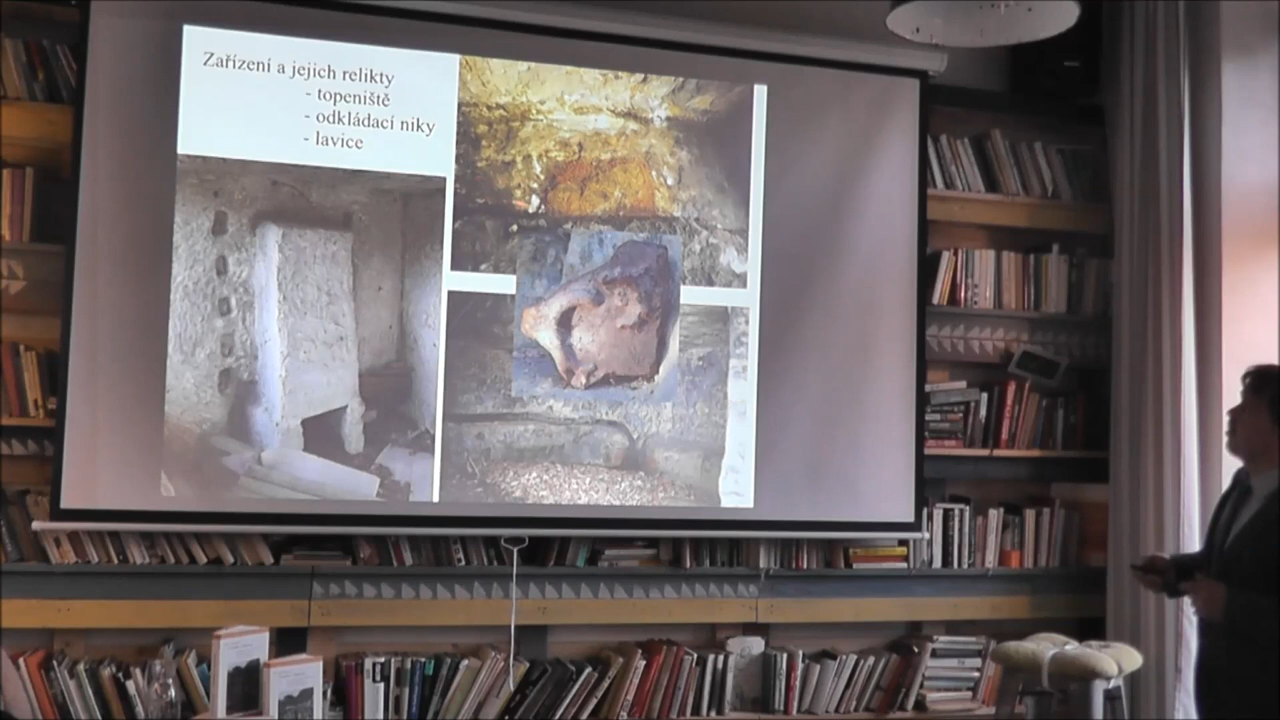 Zařízení a jejich relikty
- topeniště
- odkládací niky
- lavice